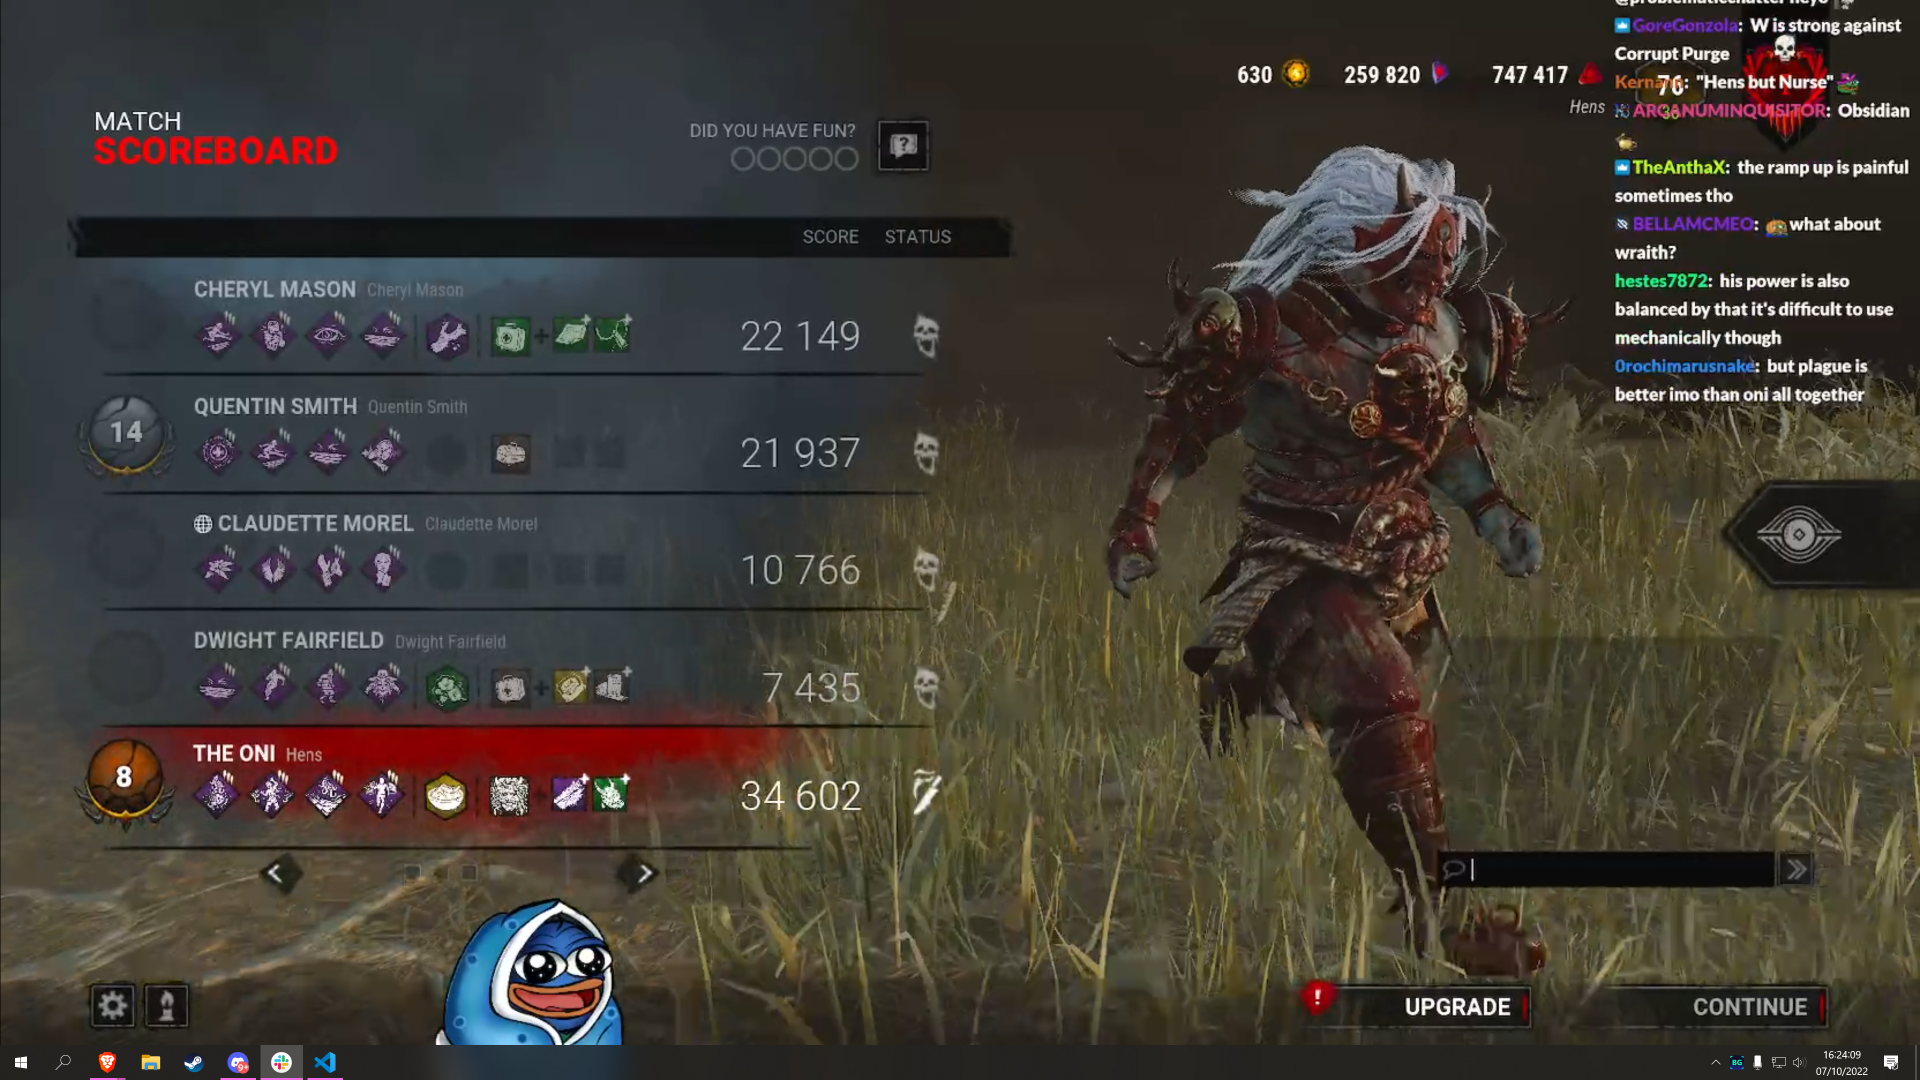 GoreGonzola: W is strong against
Corrupt Purge
Kernann: "Hens but Nurse"
ARCANUMINQUISITOR: Obsidian
TheAnthaX: the ramp up is painful
sometimes tho
BELLAMCMEO: what about
wraith?
hestes7872: his power is also
balanced by that it's difficult to use
mechanically though
0rochimarusnake: but plague is
better imo than oni all together
630
259 820
747 417
76
Hens
MATCH
SCOREBOARD
DID YOU HAVE FUN?
?
SCORE STATUS
CHERYL MASON Cheryl Mason
22 149
14
QUENTIN SMITH Quentin Smith
21 937
CLAUDETTE MOREL Claudette Morel
10 766
DWIGHT FAIRFIELD Dwight Fairfield
7 435
8
THE ONI Hens
34 602
! UPGRADE
CONTINUE
9+
BG
16:24:09
07/10/2022